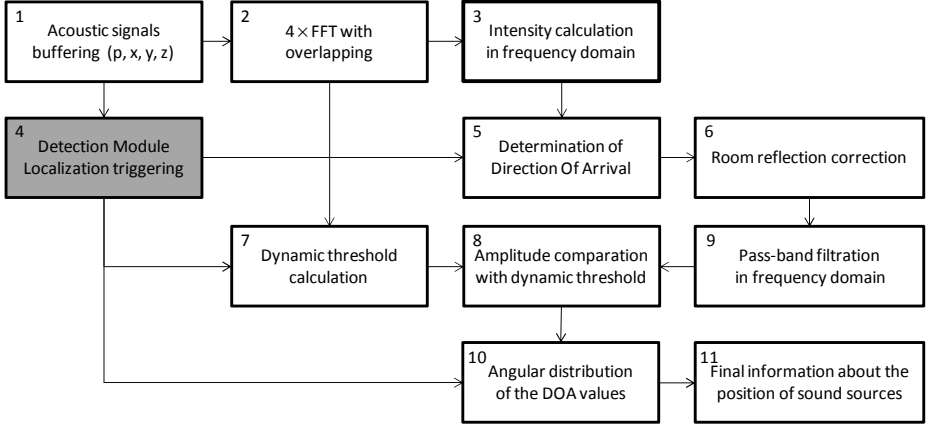 1
Acoustic signals
buffering (p, x, y, z)
2
4×FFT with
overlapping
3
Intensity calculation
in frequency domain
4
Detection Module
Localization triggering
5
Determination of
Direction Of Arrival
6
Room reflection correction
7
Dynamic threshold
calculation
8
Amplitude comparation
with dynamic threshold
9
Pass-band filtration
in frequency domain
10
Angular distribution
of the DOA values
11
Final information about the
position of sound sources